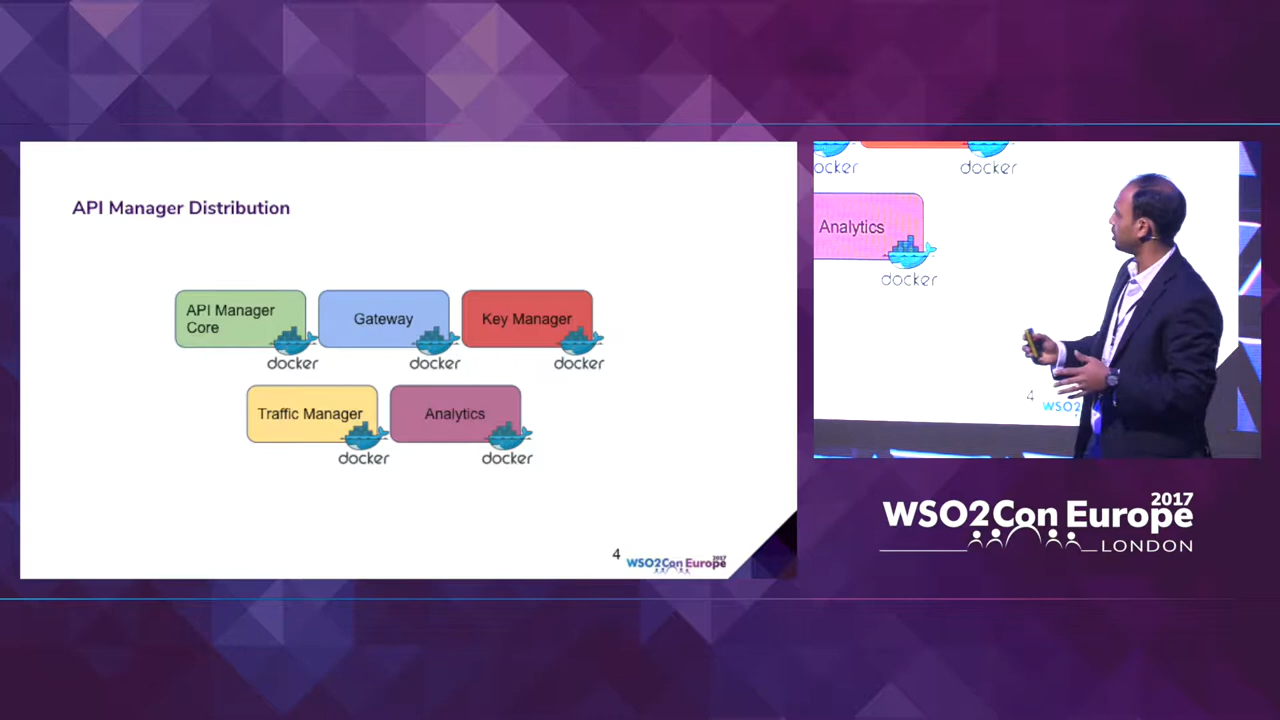 API Manager Distribution
API Manager
Core
docker
Gateway
docker
Key Manager
docker
Traffic Manager
docker
Analytics
docker
4
WSO2Con Europe
2017
ocker
docker
Analytics
docker
4
WSO2
WSO2Con Europe
2017
LONDON